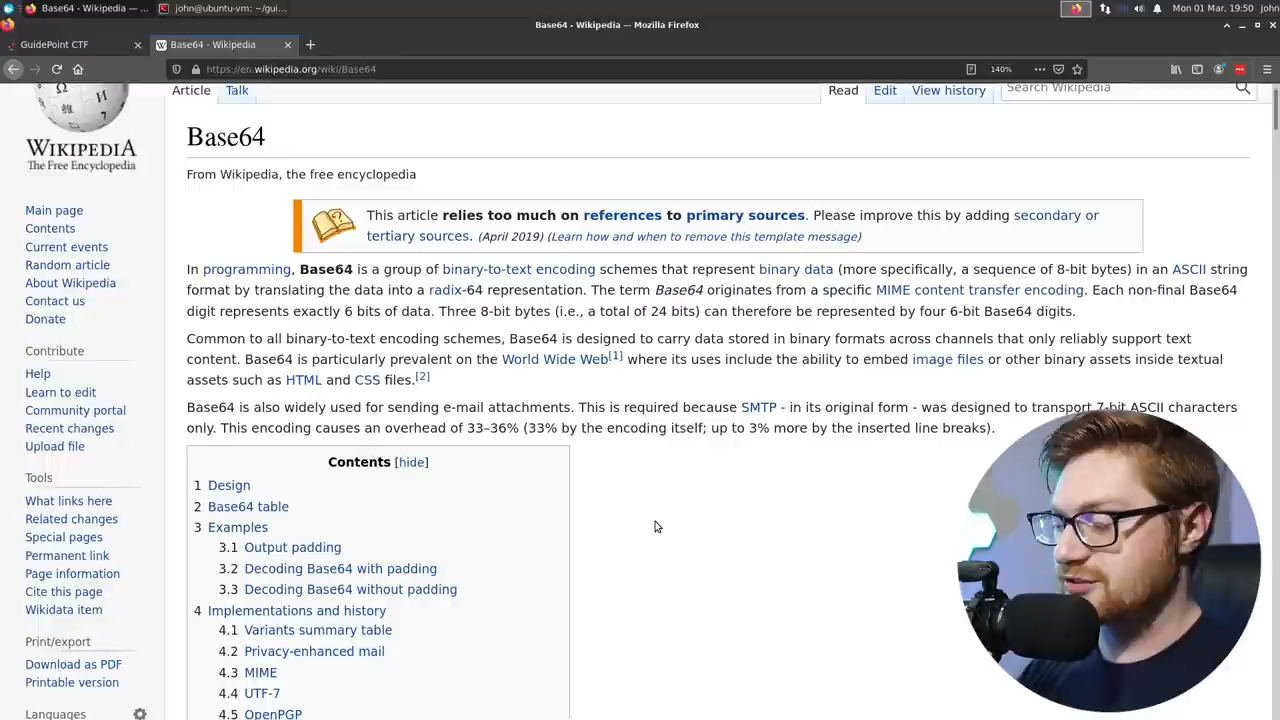 Base64 - Wikipedia — ...
john@ubuntu-vm: ~/gui...
Mon 01 Mar, 19:50 john
Base64 - Wikipedia — Mozilla Firefox
GuidePoint CTF
Base64 - Wikipedia
https://en.wikipedia.org/wiki/Base64
140%
Article Talk Read Edit View history Search Wikipedia
WIKIPEDIA
The Free Encyclopedia
Main page
Contents
Current events
Random article
About Wikipedia
Contact us
Donate
Contribute
Help
Learn to edit
Community portal
Recent changes
Upload file
Tools
What links here
Related changes
Special pages
Permanent link
Page information
Cite this page
Wikidata item
Print/export
Download as PDF
Printable version
Languages
Base64
From Wikipedia, the free encyclopedia
This article relies too much on references to primary sources. Please improve this by adding secondary or
tertiary sources. (April 2019) (Learn how and when to remove this template message)
In programming, Base64 is a group of binary-to-text encoding schemes that represent binary data (more specifically, a sequence of 8-bit bytes) in an ASCII string
format by translating the data into a radix-64 representation. The term Base64 originates from a specific MIME content transfer encoding. Each non-final Base64
digit represents exactly 6 bits of data. Three 8-bit bytes (i.e., a total of 24 bits) can therefore be represented by four 6-bit Base64 digits.
Common to all binary-to-text encoding schemes, Base64 is designed to carry data stored in binary formats across channels that only reliably support text
content. Base64 is particularly prevalent on the World Wide Web[1] where its uses include the ability to embed image files or other binary assets inside textual
assets such as HTML and CSS files.[2]
Base64 is also widely used for sending e-mail attachments. This is required because SMTP - in its original form - was designed to transport 7-bit ASCII characters
only. This encoding causes an overhead of 33–36% (33% by the encoding itself; up to 3% more by the inserted line breaks).
Contents [hide]
1 Design
2 Base64 table
3 Examples
3.1 Output padding
3.2 Decoding Base64 with padding
3.3 Decoding Base64 without padding
4 Implementations and history
4.1 Variants summary table
4.2 Privacy-enhanced mail
4.3 MIME
4.4 UTF-7
4.5 OpenPGP